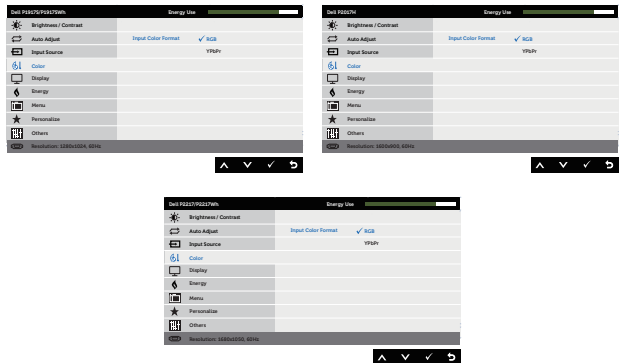 Dell P1917S/P1917SWh Energy Use
Brightness / Contrast
Auto Adjust Input Color Format ✓ RGB
Input Source YPbPr
Color
Display
Energy
Menu
Personalize
Others
Resolution: 1280x1024, 60Hz
Dell P2017H Energy Use
Brightness / Contrast
Auto Adjust Input Color Format ✓ RGB
Input Source YPbPr
Color
Display
Energy
Menu
Personalize
Others
Resolution: 1600x900, 60Hz
Dell P2217/P2217Wh Energy Use
Brightness / Contrast
Auto Adjust Input Color Format ✓ RGB
Input Source YPbPr
Color
Display
Energy
Menu
Personalize
Others
Resolution: 1680x1050, 60Hz